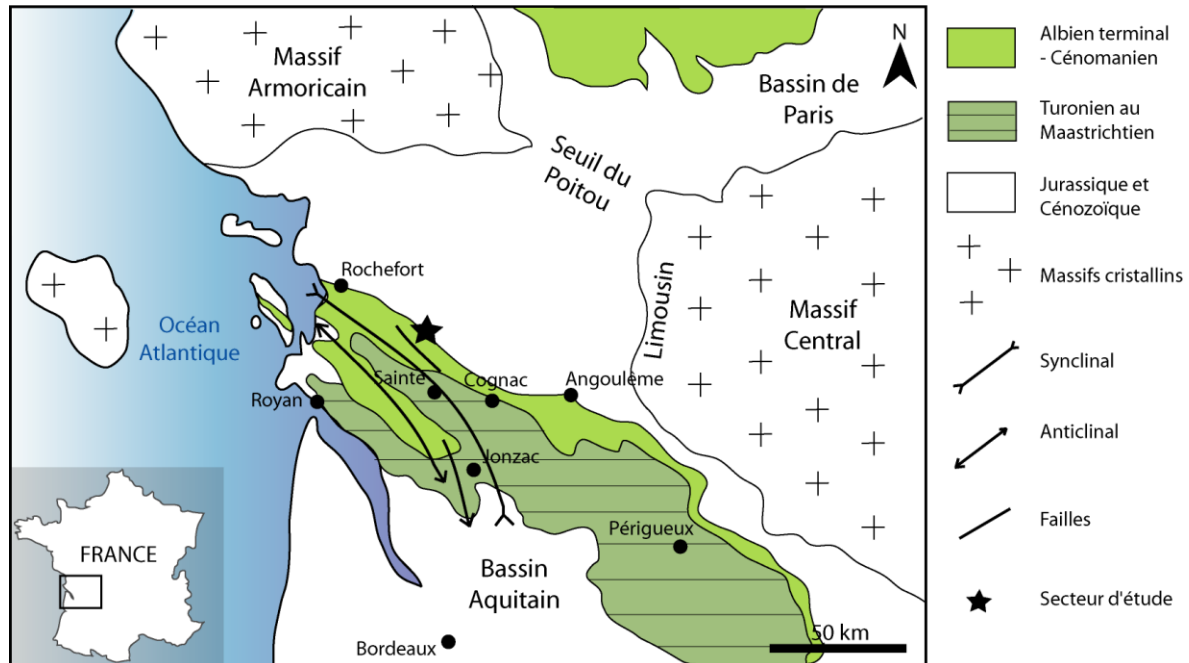 Massif
Armoricain
N
Bassin de
Paris
Seuil du
Poitou
Rochefort
Limousin
Massif
Central
Océan
Atlantique
Sainte
Cognac
Angoulême
Royan
Jonzac
Périgueux
FRANCE
Bassin
Aquitain
Bordeaux
50 km
Albien terminal
- Cénomanien
Turonien au
Maastrichtien
Jurassique et
Cénozoïque
Massifs cristallins
Synclinal
Anticlinal
Failles
Secteur d'étude